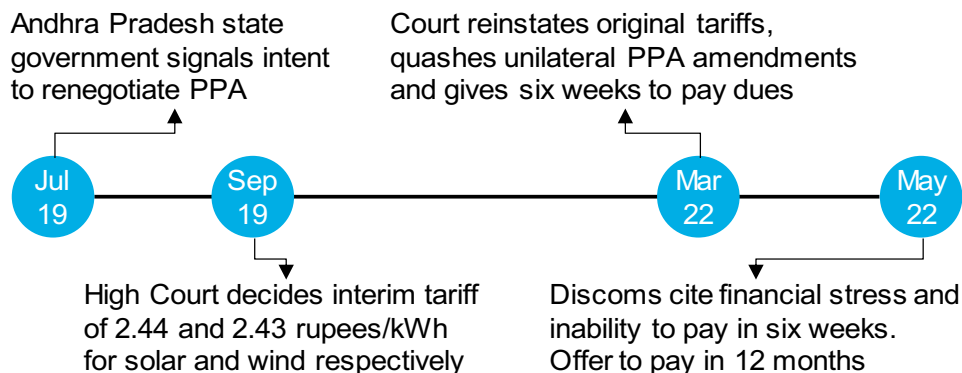 Andhra Pradesh state
government signals intent
to renegotiate PPA
Court reinstates original tariffs,
quashes unilateral PPA amendments
and gives six weeks to pay dues
Jul
19
Sep
19
Mar
22
May
22
High Court decides interim tariff
of 2.44 and 2.43 rupees/kWh
for solar and wind respectively
Discoms cite financial stress and
inability to pay in six weeks.
Offer to pay in 12 months